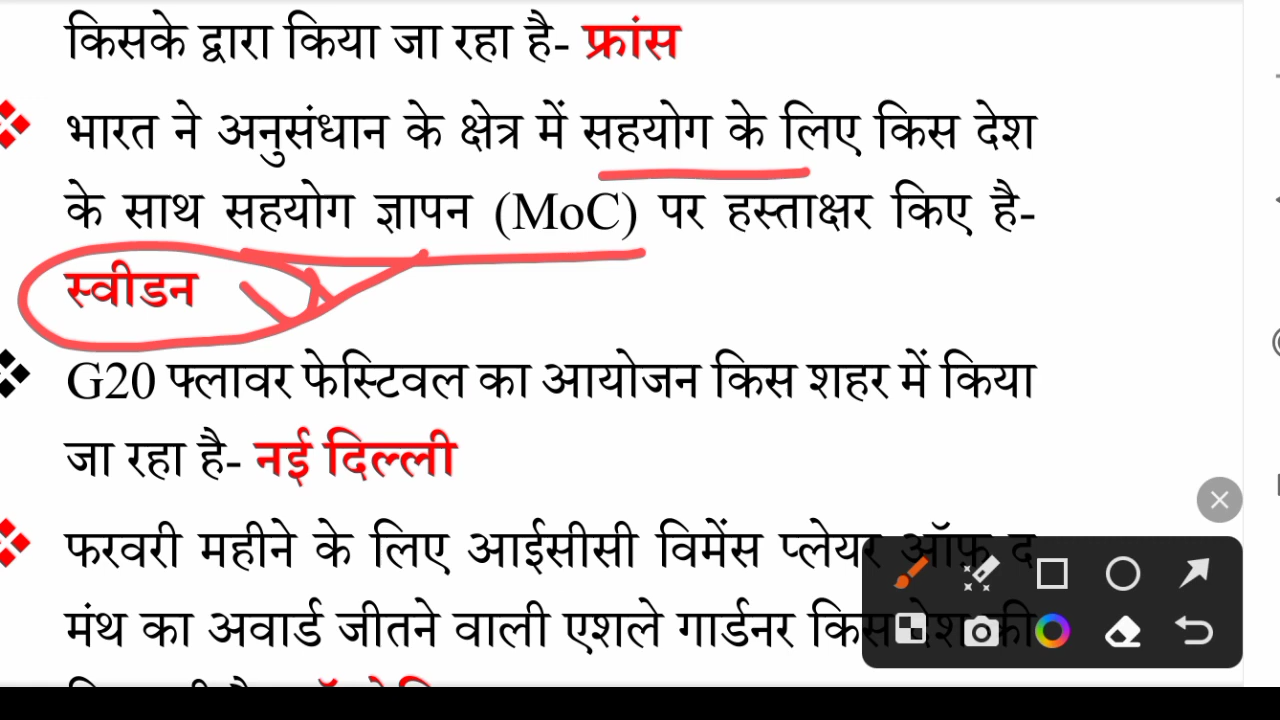 किसके द्वारा किया जा रहा है- फ्रांस
भारत ने अनुसंधान के क्षेत्र में सहयोग के लिए किस देश
के साथ सहयोग ज्ञापन (MoC) पर हस्ताक्षर किए है-
स्वीडन
G20 फ्लावर फेस्टिवल का आयोजन किस शहर में किया
जा रहा है- नई दिल्ली
फरवरी महीने के लिए आईसीसी विमेंस प्लेयर ऑफ़ द
मंथ का अवार्ड जीतने वाली एशले गार्डनर किस देश की